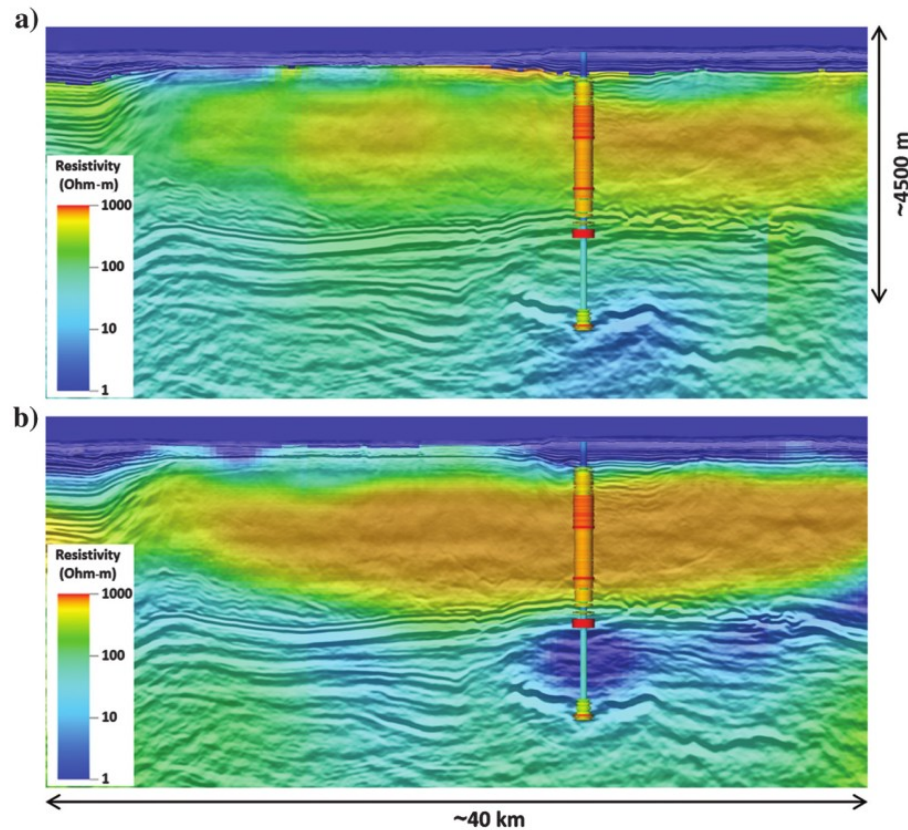 a)
Resistivity
(Ohm-m)
1000
100
10
1
~4500 m
b)
Resistivity
(Ohm-m)
1000
100
10
1
~40 km